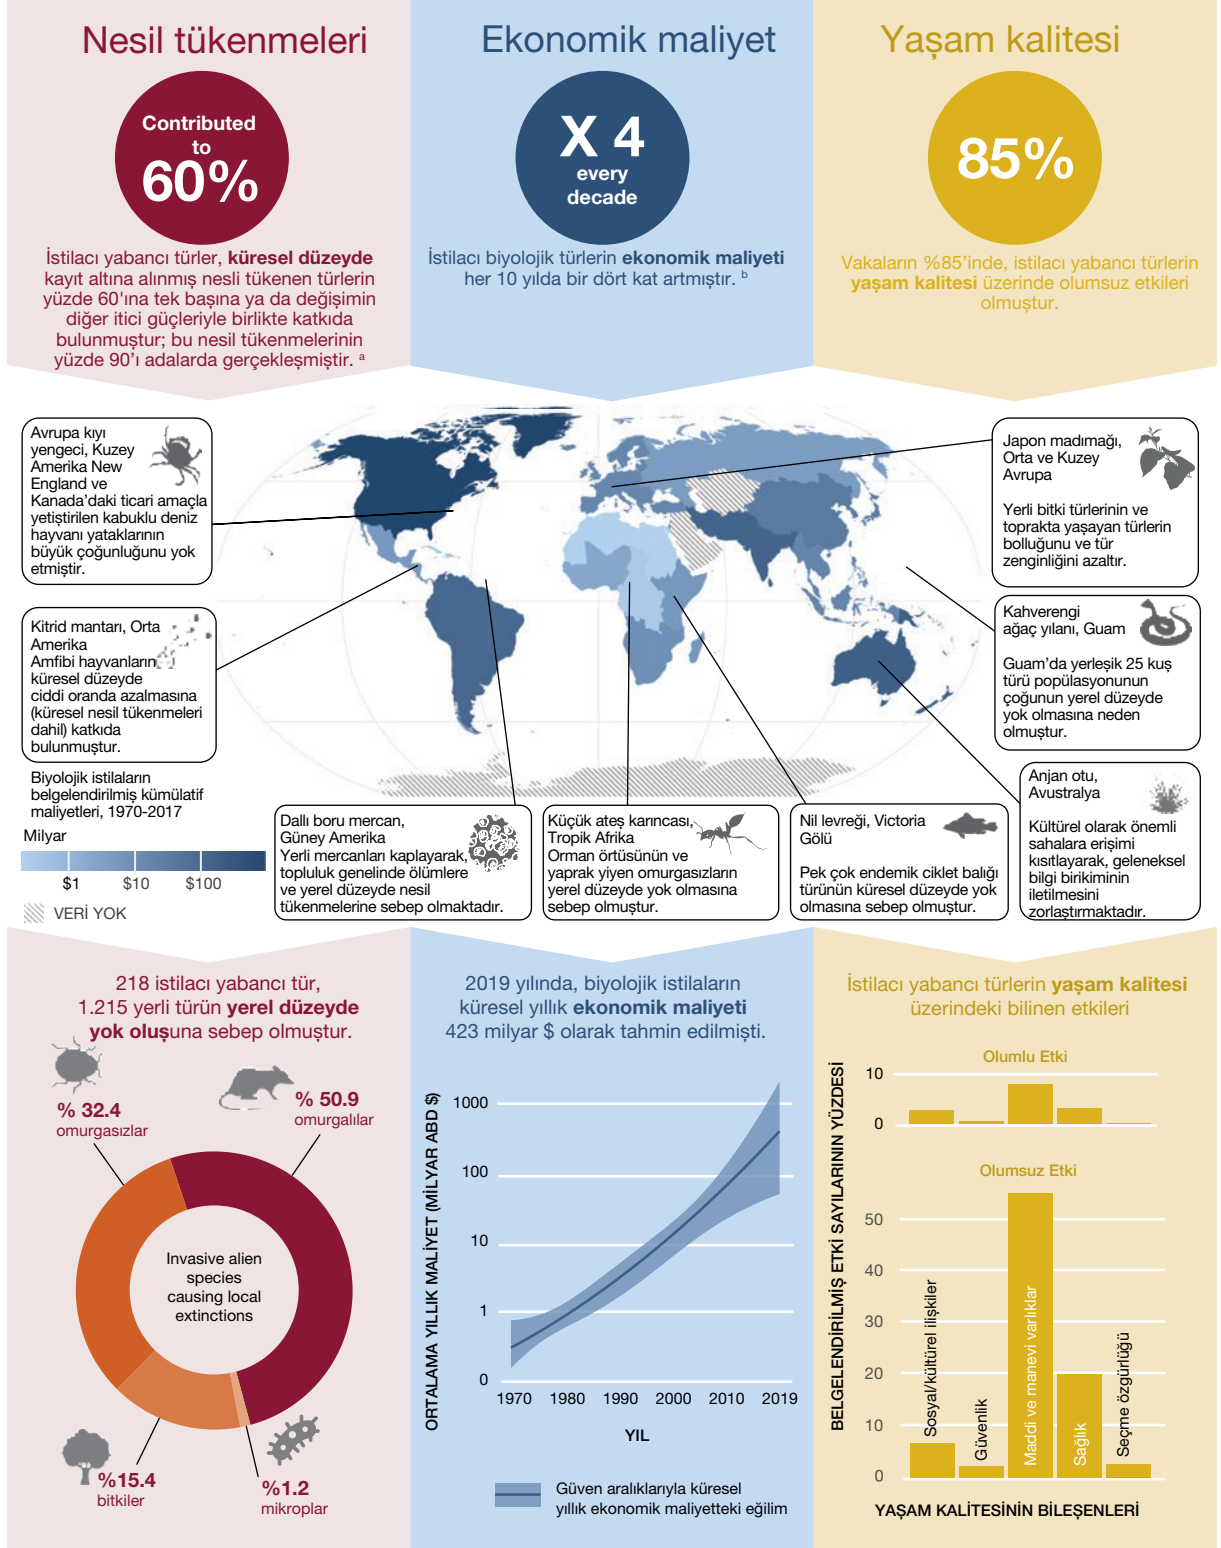 Nesil tükenmeleri
Contributed
to
60%
İstilacı yabancı türler, küresel düzeyde
kayıt altına alınmış nesli tükenen türlerin
yüzde 60'ına tek başına ya da değişimin
diğer itici güçleriyle birlikte katkıda
bulunmuştur; bu nesil tükenmelerinin
yüzde 90'ı adalarda gerçekleşmiştir. a
Ekonomik maliyet
X 4
every
decade
İstilacı biyolojik türlerin ekonomik maliyeti
her 10 yılda bir dört kat artmıştır. b
Yaşam kalitesi
85%
Vakaların %85'inde, istilacı yabancı türlerin
yaşam kalitesi üzerinde olumsuz etkileri
olmuştur.
Avrupa kıyı
yengeci, Kuzey
Amerika New
England ve
Kanada'daki ticari amaçla
yetiştirilen kabuklu deniz
hayvanı yataklarının
büyük çoğunluğunu yok
etmiştir.
Kitrid mantarı, Orta
Amerika
Amfibi hayvanların
küresel düzeyde
ciddi oranda azalmasına
(küresel nesil tükenmeleri
dahil) katkıda
bulunmuştur.
Japon madımağı,
Orta ve Kuzey
Avrupa
Yerli bitki türlerinin ve
toprakta yaşayan türlerin
bolluğunu ve tür
zenginliğini azaltır.
Kahverengi
ağaç yılanı, Guam
Guam'da yerleşik 25 kuş
türü popülasyonunun
çoğunun yerel düzeyde
yok olmasına neden
olmuştur.
Biyolojik istilaların
belgelendirilmiş kümülatif
maliyetleri, 1970-2017
Milyar
$1 $10 $100
VERİ YOK
Dallı boru mercan,
Güney Amerika
Yerli mercanları kaplayarak,
topluluk genelinde ölümlere
ve yerel düzeyde nesil
tükenmelerine sebep olmaktadır.
Küçük ateş karıncası,
Tropik Afrika
Orman örtüsünün ve
yaprak yiyen omurgasızların
yerel düzeyde yok olmasına
sebep olmuştur.
Nil levreği, Victoria
Gölü
Pek çok endemik ciklet balığı
türünün küresel düzeyde yok
olmasına sebep olmuştur.
Anjan otu,
Avustralya
Kültürel olarak önemli
sahalara erişimi
kısıtlayarak, geleneksel
bilgi birikiminin
iletilmesini
zorlaştırmaktadır.
218 istilacı yabancı tür,
1.215 yerli türün yerel düzeyde
yok oluşuna sebep olmuştur.
% 32.4
omurgasızlar
% 50.9
omurgalılar
Invasive alien
species
causing local
extinctions
%15.4
bitkiler
%1.2
mikroplar
2019 yılında, biyolojik istilaların
küresel yıllık ekonomik maliyeti
423 milyar $ olarak tahmin edilmişti.
ORTALAMA YILLIK MALİYET (MİLYAR ABD $)
1000
100
10
1
0
1970 1980 1990 2000 2010 2019
YIL
Güven aralıklarıyla küresel
yıllık ekonomik maliyetteki eğilim
İstilacı yabancı türlerin yaşam kalitesi
üzerindeki bilinen etkileri
BELGELENDİRİLMİŞ ETKİ SAYILARININ YÜZDESİ
Olumlu Etki
10
0
Olumsuz Etki
50
40
30
20
10
0
Sosyal/kültürel ilişkiler
Güvenlik
Maddi ve manevi varlıklar
Sağlık
Seçme özgürlüğü
YAŞAM KALİTESİNİN BİLEŞENLERİ